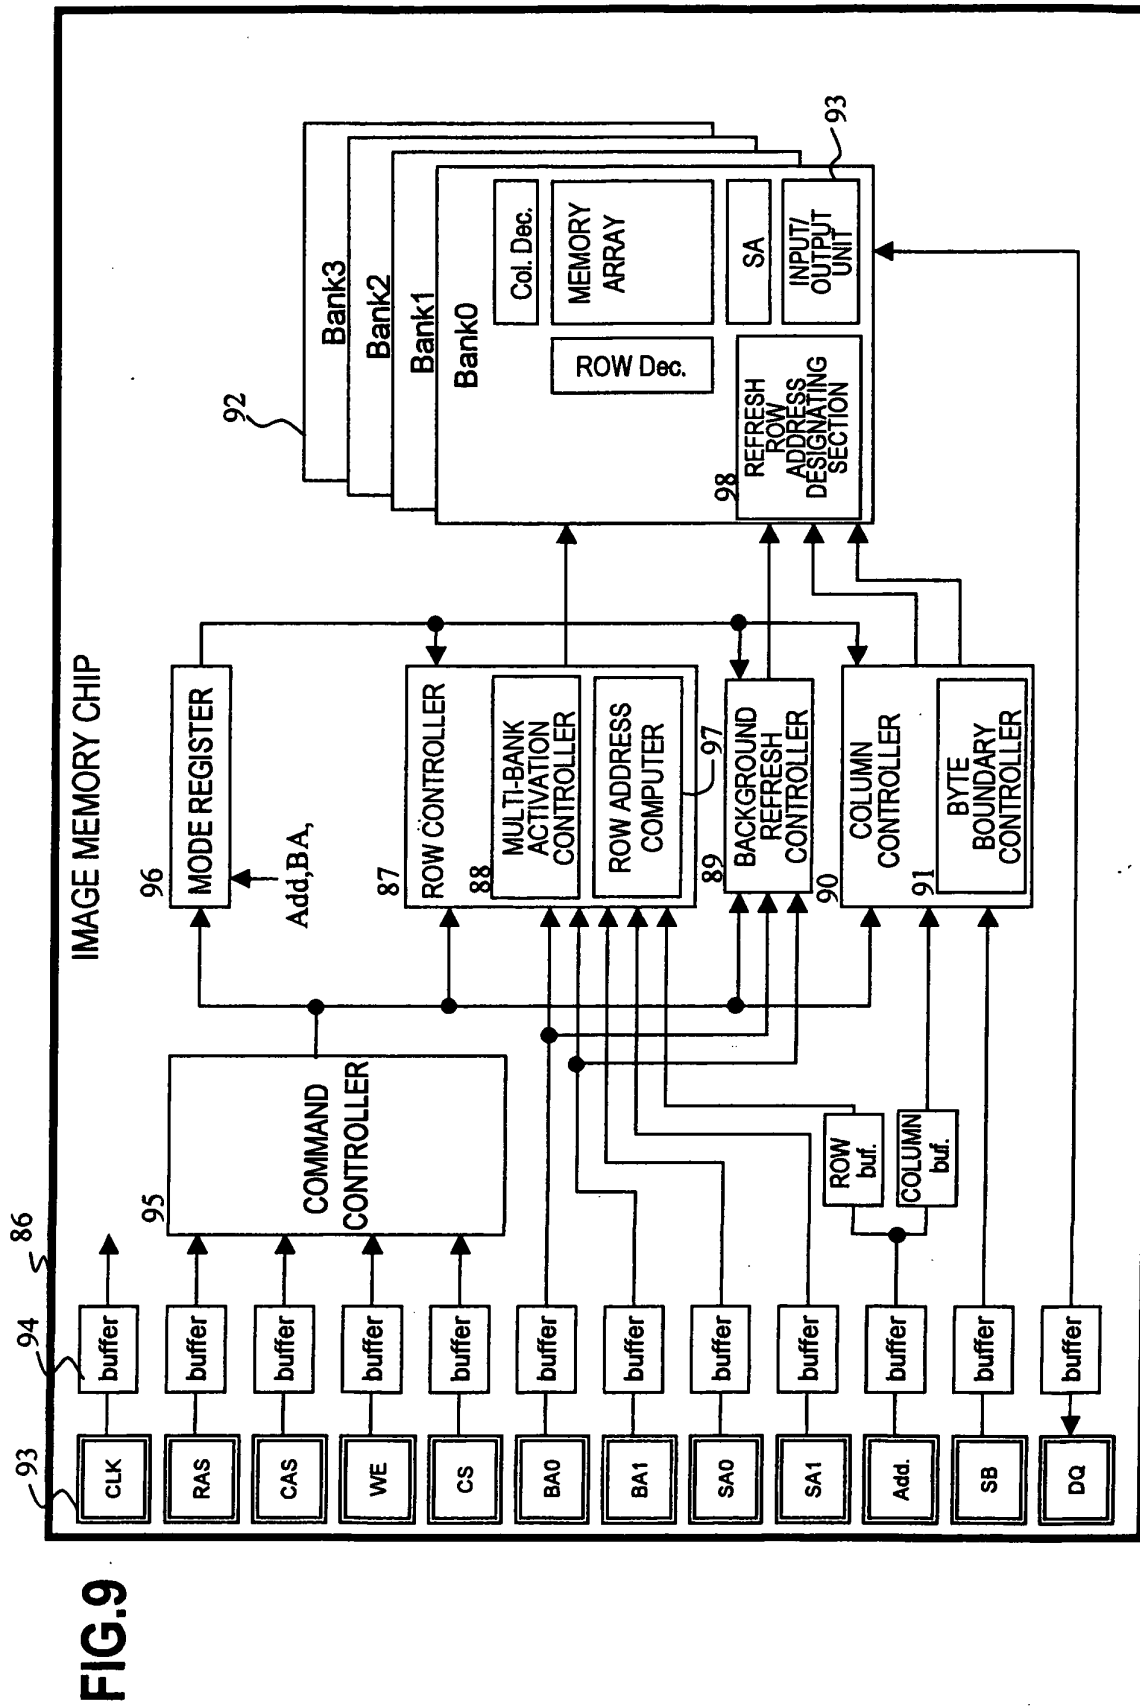 FIG.9
IMAGE MEMORY CHIP
93
94
86
CLK
buffer
RAS
buffer
CAS
buffer
WE
buffer
CS
buffer
BA0
buffer
BA1
buffer
SA0
buffer
SA1
buffer
Add.
buffer
SB
buffer
DQ
buffer
95
COMMAND
CONTROLLER
ROW
buf.
COLUMN
buf.
96
MODE REGISTER
Add,BA,
87
ROW CONTROLLER
88
MULTI-BANK
ACTIVATION
CONTROLLER
ROW ADDRESS
COMPUTER
97
89
BACKGROUND
REFRESH
CONTROLLER
90
COLUMN
CONTROLLER
91
BYTE
BOUNDARY
CONTROLLER
92
Bank3
Bank2
Bank1
Bank0
Col. Dec.
ROW Dec.
MEMORY
ARRAY
SA
98
REFRESH
ROW
ADDRESS
DESIGNATING
SECTION
INPUT/
OUTPUT
UNIT
93